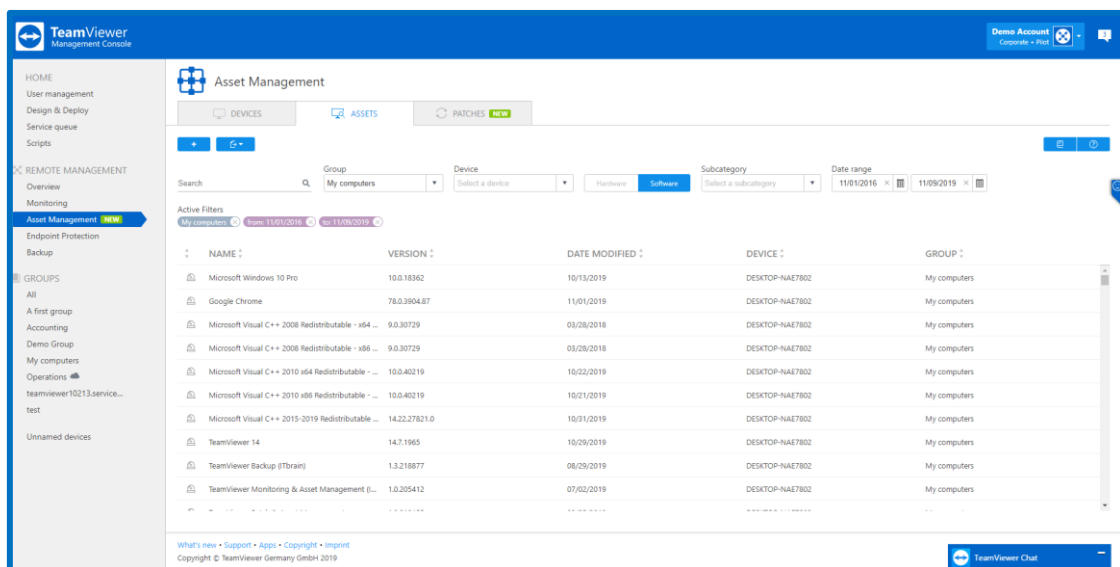 TeamViewer
Management Console
Demo Account
Corporate • Pilot
HOME
User management
Design & Deploy
Service queue
Scripts
REMOTE MANAGEMENT
Overview
Monitoring
Asset Management NEW
Endpoint Protection
Backup
GROUPS
All
A first group
Accounting
Demo Group
My computers
Operations
teamviewer10213.service...
test
Unnamed devices
Asset Management
DEVICES ASSETS PATCHES NEW
+
Group Device Subcategory Date range
Search My computers Select a device Hardware Software Select a subcategory 11/01/2016 × 11/09/2019 ×
Active Filters
My computers from: 11/01/2016 to: 11/09/2019
NAME VERSION DATE MODIFIED DEVICE GROUP
Microsoft Windows 10 Pro 10.0.18362 10/13/2019 DESKTOP-NAE7802 My computers
Google Chrome 78.0.3904.87 11/01/2019 DESKTOP-NAE7802 My computers
Microsoft Visual C++ 2008 Redistributable - x64 ... 9.0.30729 03/28/2018 DESKTOP-NAE7802 My computers
Microsoft Visual C++ 2008 Redistributable - x86 ... 9.0.30729 03/28/2018 DESKTOP-NAE7802 My computers
Microsoft Visual C++ 2010 x64 Redistributable - ... 10.0.40219 10/22/2019 DESKTOP-NAE7802 My computers
Microsoft Visual C++ 2010 x86 Redistributable - ... 10.0.40219 10/21/2019 DESKTOP-NAE7802 My computers
Microsoft Visual C++ 2015-2019 Redistributable ... 14.22.27821.0 10/31/2019 DESKTOP-NAE7802 My computers
TeamViewer 14 14.7.1965 10/29/2019 DESKTOP-NAE7802 My computers
TeamViewer Backup (ITbrain) 1.3.218877 08/29/2019 DESKTOP-NAE7802 My computers
TeamViewer Monitoring & Asset Management (I... 1.0.205412 07/02/2019 DESKTOP-NAE7802 My computers
What's new • Support • Apps • Copyright • Imprint
Copyright © TeamViewer Germany GmbH 2019
TeamViewer Chat